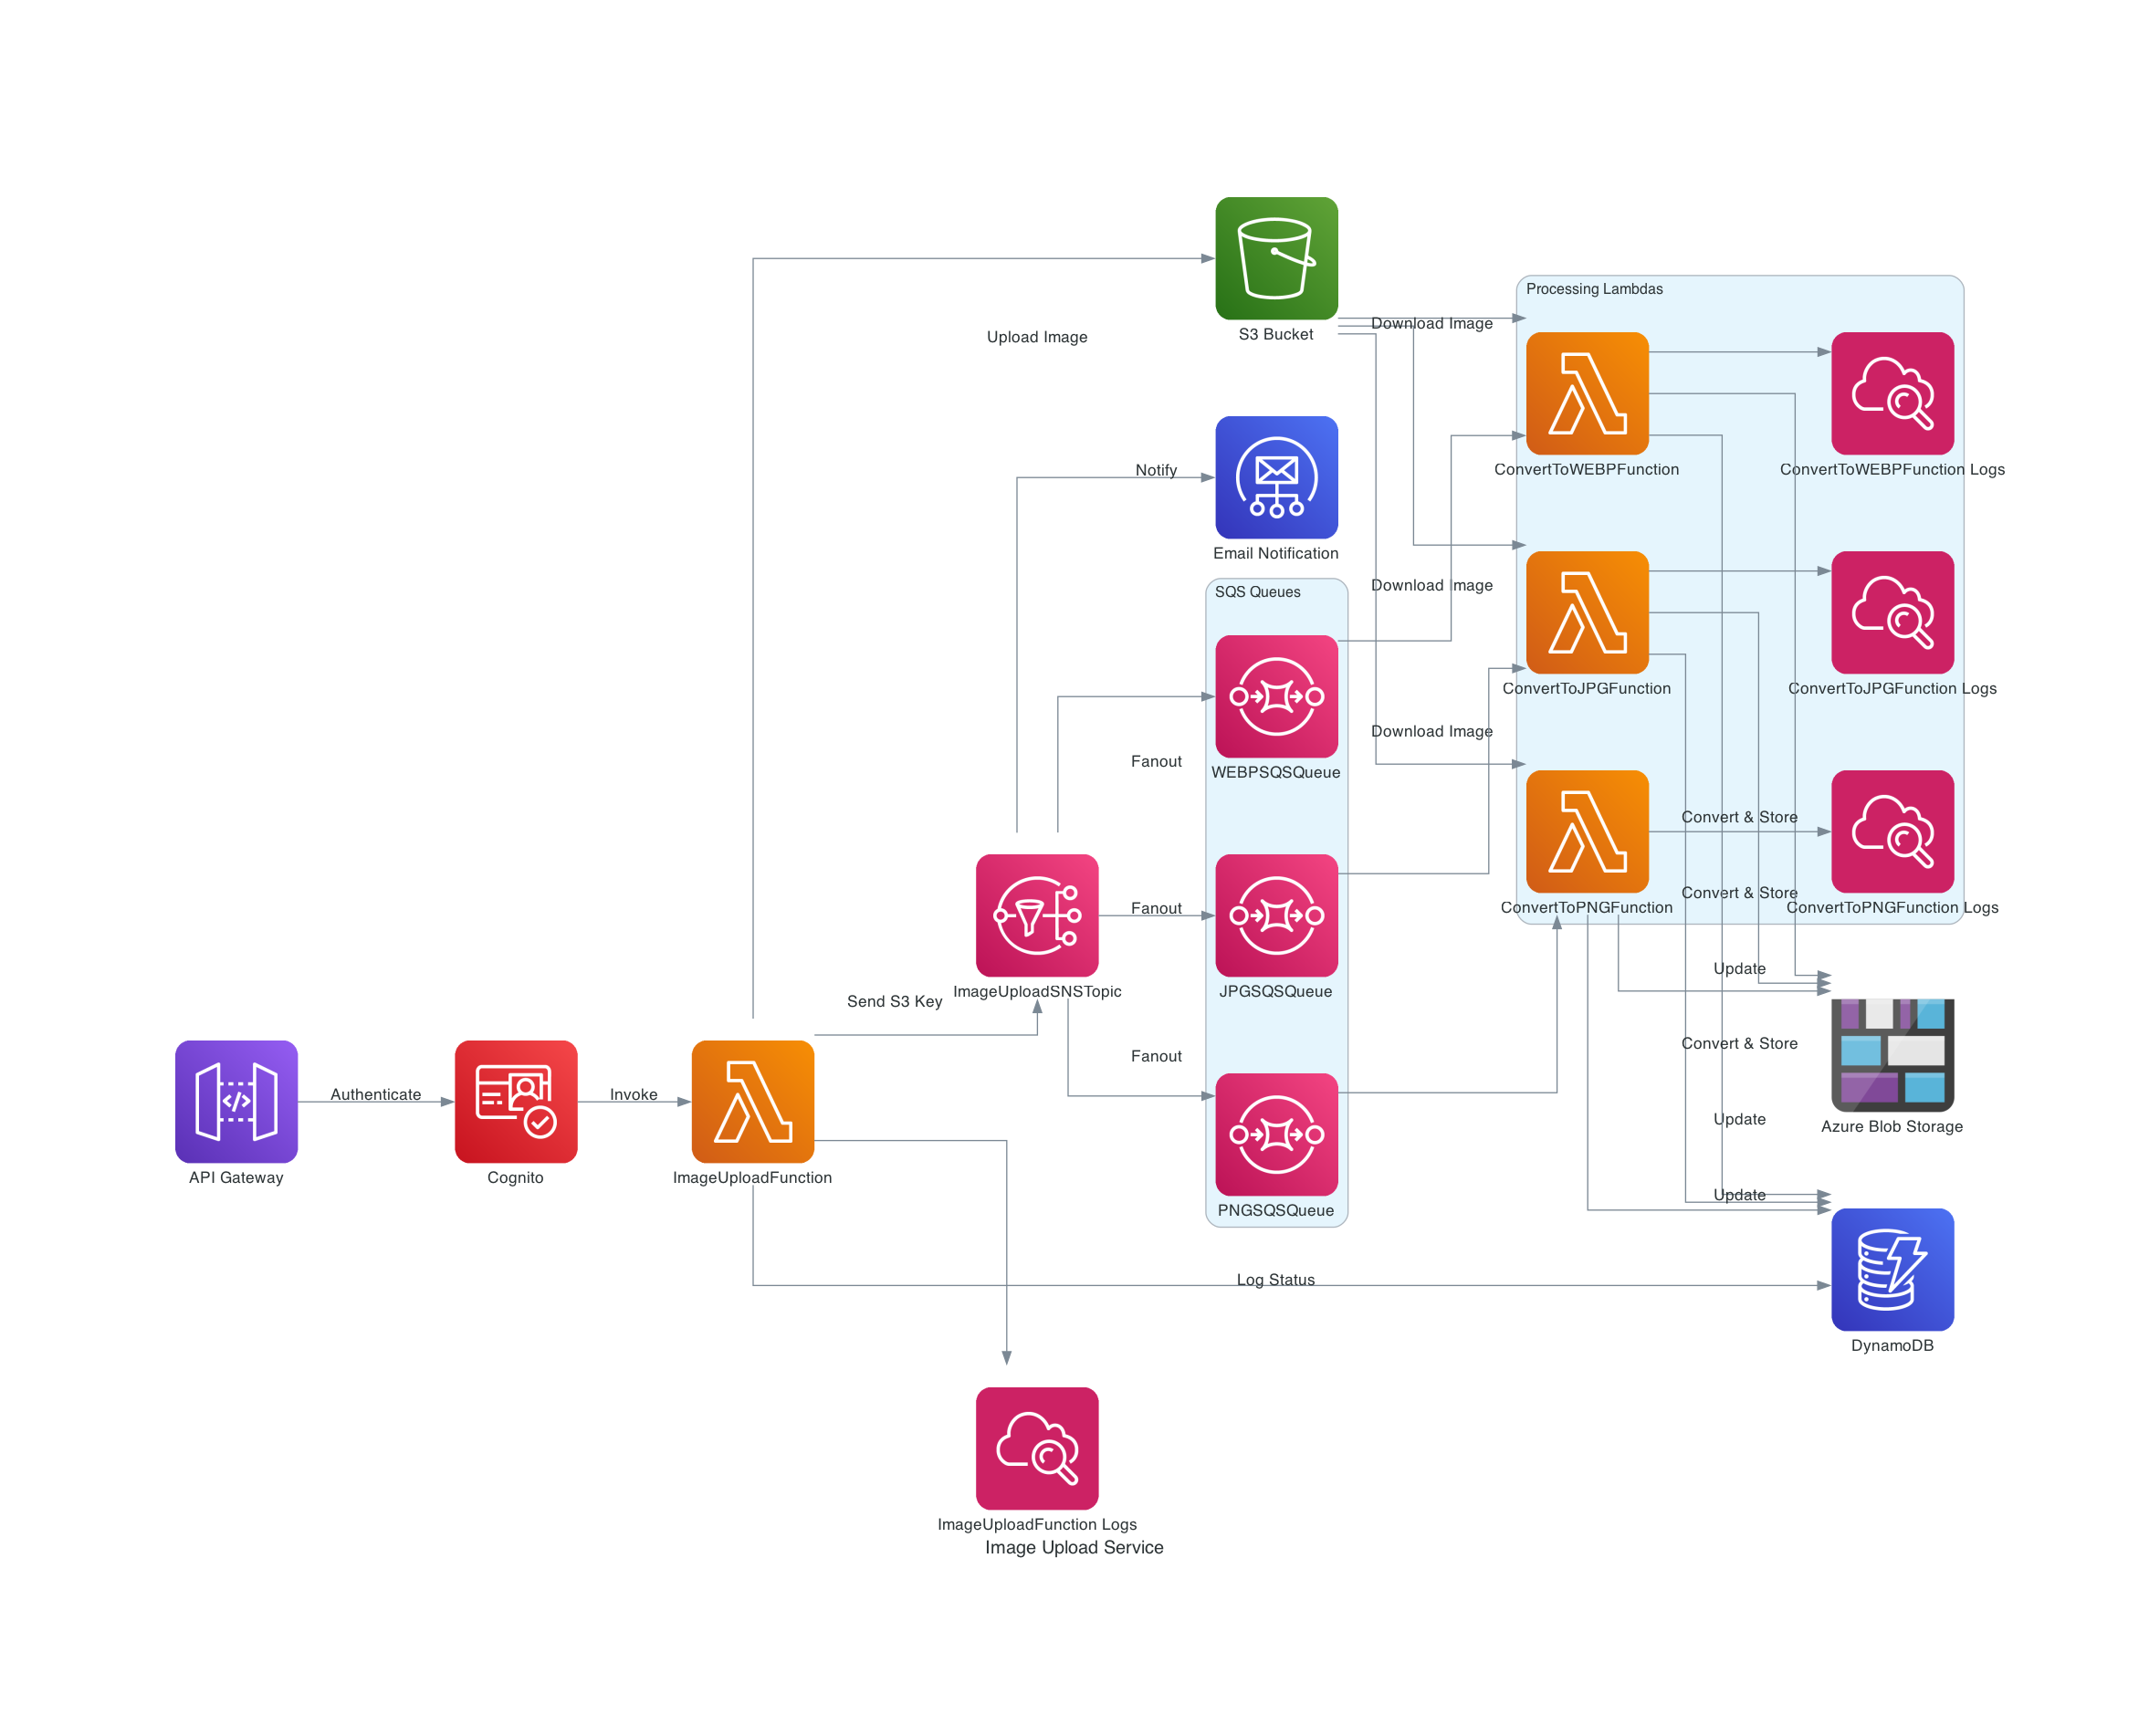 S3 Bucket
Upload Image
Download Image
Processing Lambdas
ConvertToWEBPFunction
ConvertToWEBPFunction Logs
Notify
Email Notification
SQS Queues
Download Image
WEBPSQSQueue
Fanout
Download Image
ConvertToJPGFunction
ConvertToJPGFunction Logs
Convert & Store
Convert & Store
ConvertToPNGFunction
ConvertToPNGFunction Logs
Fanout
ImageUploadSNSTopic
JPGSQSQueue
Send S3 Key
Update
Convert & Store
Azure Blob Storage
Fanout
Authenticate
Invoke
API Gateway
Cognito
ImageUploadFunction
PNGSQSQueue
Update
Update
Log Status
DynamoDB
ImageUploadFunction Logs
Image Upload Service